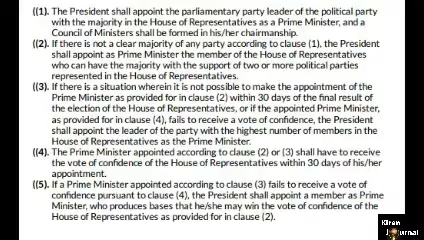 ((1). The President shall appoint the parliamentary party leader of the political party
with the majority in the House of Representatives as a Prime Minister, and a
Council of Ministers shall be formed in his/her chairmanship.
((2). If there is not a clear majority of any party according to clause (1), the President
shall appoint as Prime Minister the member of the House of Representatives
who can have the majority with the support of two or more political parties
represented in the House of Representatives.
((3). If there is a situation wherein it is not possible to make the appointment of the
Prime Minister as provided for in clause (2) within 30 days of the final result of
the election of the House of Representatives, or if the appointed Prime Minister,
as provided for in clause (4), fails to receive a vote of confidence, the President
shall appoint the leader of the party with the highest number of members in the
House of Representatives as the Prime Minister.
((4). The Prime Minister appointed according to clause (2) or (3) shall have to receive
the vote of confidence of the House of Representatives within 30 days of his/her
appointment.
((5). If a Prime Minister appointed according to clause (3) fails to receive a vote of
confidence pursuant to clause (4), the President shall appoint a member as Prime
Minister, who produces bases that he/she may win the vote of confidence of the
House of Representatives as provided for in clause (2).
Kiran